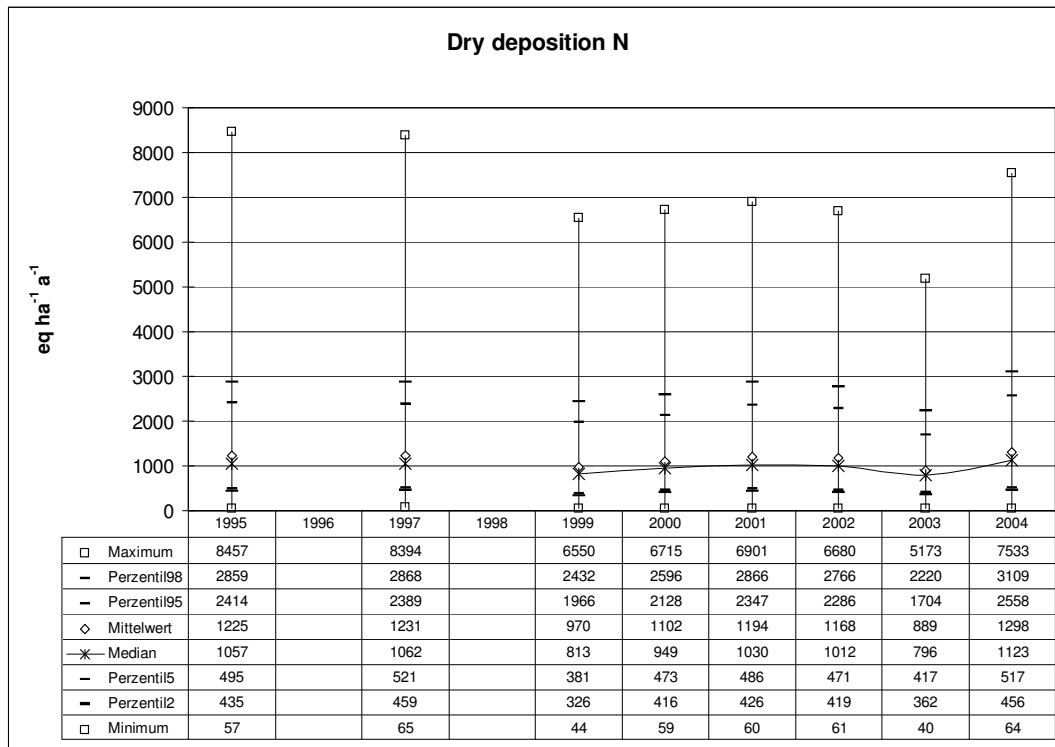 Dry deposition N
9000
8000
7000
6000
5000
4000
3000
2000
1000
0
eq ha⁻¹ a⁻¹
1995 1996 1997 1998 1999 2000 2001 2002 2003 2004
Maximum 8457 8394 6550 6715 6901 6680 5173 7533
Perzentil98 2859 2868 2432 2596 2866 2766 2220 3109
Perzentil95 2414 2389 1966 2128 2347 2286 1704 2558
Mittelwert 1225 1231 970 1102 1194 1168 889 1298
Median 1057 1062 813 949 1030 1012 796 1123
Perzentil5 495 521 381 473 486 471 417 517
Perzentil2 435 459 326 416 426 419 362 456
Minimum 57 65 44 59 60 61 40 64